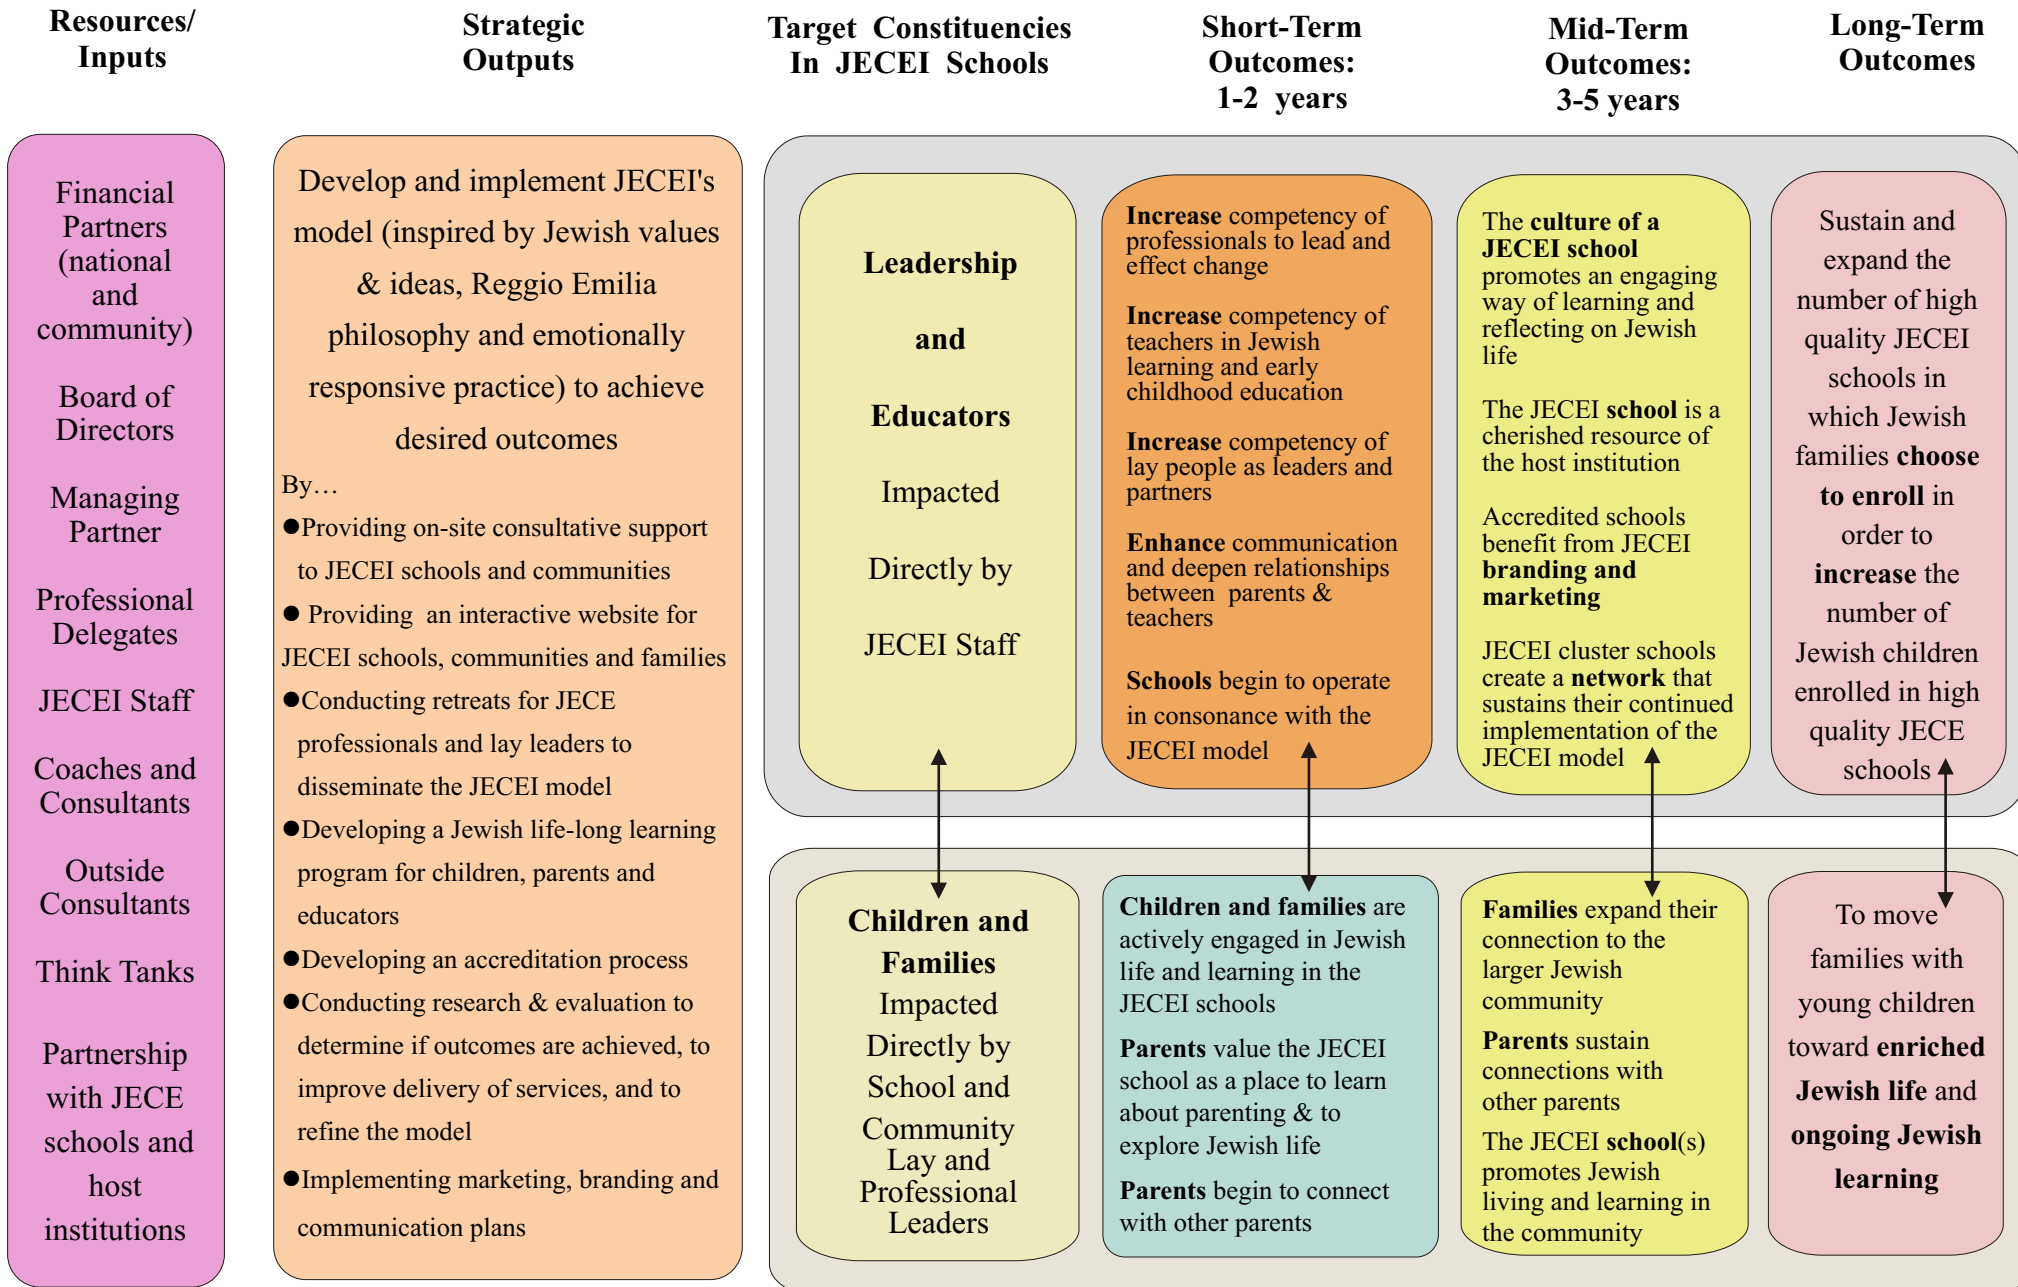 Resources/
Inputs
Strategic
Outputs
Target Constituencies
In JECEI Schools
Short-Term
Outcomes:
1-2 years
Mid-Term
Outcomes:
3-5 years
Long-Term
Outcomes
Financial
Partners
(national
and
community)
Board of
Directors
Managing
Partner
Professional
Delegates
JECEI Staff
Coaches and
Consultants
Outside
Consultants
Think Tanks
Partnership
with JECE
schools and
host
institutions
Develop and implement JECEI's
model (inspired by Jewish values
& ideas, Reggio Emilia
philosophy and emotionally
responsive practice) to achieve
desired outcomes
By…
●Providing on-site consultative support
to JECEI schools and communities
● Providing an interactive website for
JECEI schools, communities and families
●Conducting retreats for JECE
professionals and lay leaders to
disseminate the JECEI model
●Developing a Jewish life-long learning
program for children, parents and
educators
●Developing an accreditation process
●Conducting research & evaluation to
determine if outcomes are achieved, to
improve delivery of services, and to
refine the model
●Implementing marketing, branding and
communication plans
Leadership
and
Educators
Impacted
Directly by
JECEI Staff
Increase competency of
professionals to lead and
effect change
Increase competency of
teachers in Jewish
learning and early
childhood education
Increase competency of
lay people as leaders and
partners
Enhance communication
and deepen relationships
between parents &
teachers
Schools begin to operate
in consonance with the
JECEI model
The culture of a
JECEI school
promotes an engaging
way of learning and
reflecting on Jewish
life
The JECEI school is a
cherished resource of
the host institution
Accredited schools
benefit from JECEI
branding and
marketing
JECEI cluster schools
create a network that
sustains their continued
implementation of the
JECEI model
Sustain and
expand the
number of high
quality JECEI
schools in
which Jewish
families choose
to enroll in
order to
increase the
number of
Jewish children
enrolled in high
quality JECE
schools
Children and
Families
Impacted
Directly by
School and
Community
Lay and
Professional
Leaders
Children and families are
actively engaged in Jewish
life and learning in the
JECEI schools
Parents value the JECEI
school as a place to learn
about parenting & to
explore Jewish life
Parents begin to connect
with other parents
Families expand their
connection to the
larger Jewish
community
Parents sustain
connections with
other parents
The JECEI school(s)
promotes Jewish
living and learning in
the community
To move
families with
young children
toward enriched
Jewish life and
ongoing Jewish
learning